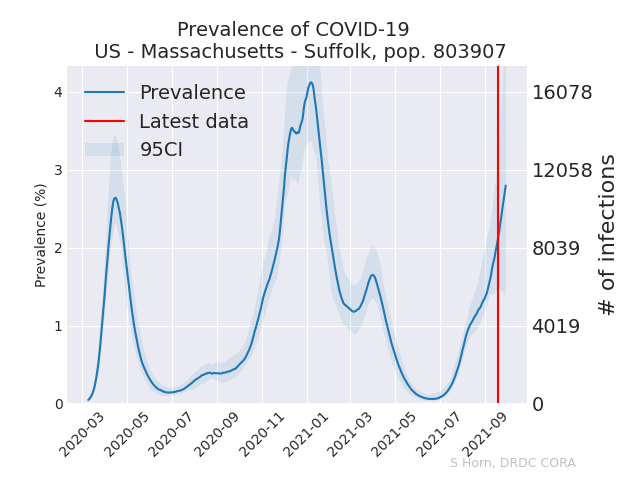 Prevalence of COVID-19
US - Massachusetts - Suffolk, pop. 803907
Prevalence
Latest data
95CI
Prevalence (%)
4
3
2
1
0
16078
12058
8039
4019
0
# of infections
2020-03
2020-05
2020-07
2020-09
2020-11
2021-01
2021-03
2021-05
2021-07
2021-09
S Horn, DRDC CORA